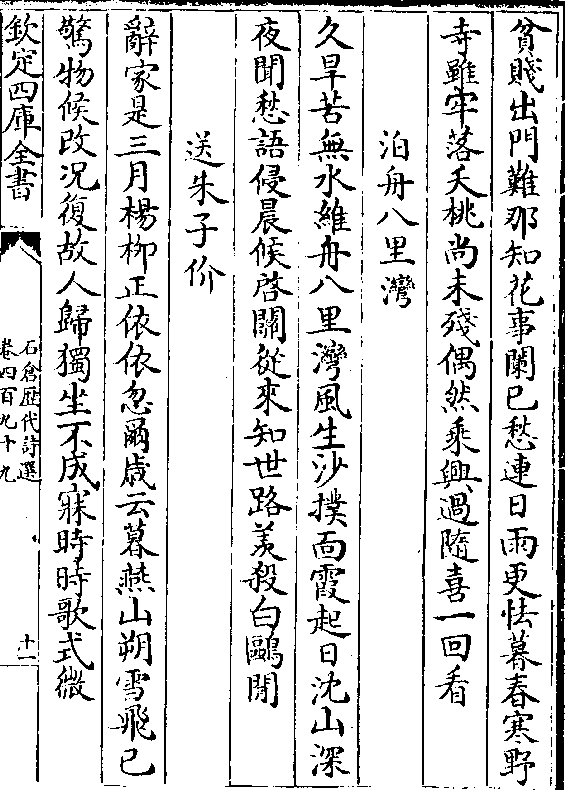 貧賤出門難那知花事闌已愁連日雨更怯暮春寒野
寺雖牢落夭桃尚未殘偶然乘興過隨喜一回看
泊舟八里灣
久旱苦無水維舟八里灣風生沙撲面霞起日沈山深
夜聞愁語侵晨候啓關從來知世路羡殺白鷗閒
送朱子价
辭家是三月楊柳正依依忽爾歲云暮燕山朔雪飛已
驚物候改况復故人歸獨坐不成寐時時歌式微
欽定四庫全書
石倉歴代詩選
卷四百九十九
十一